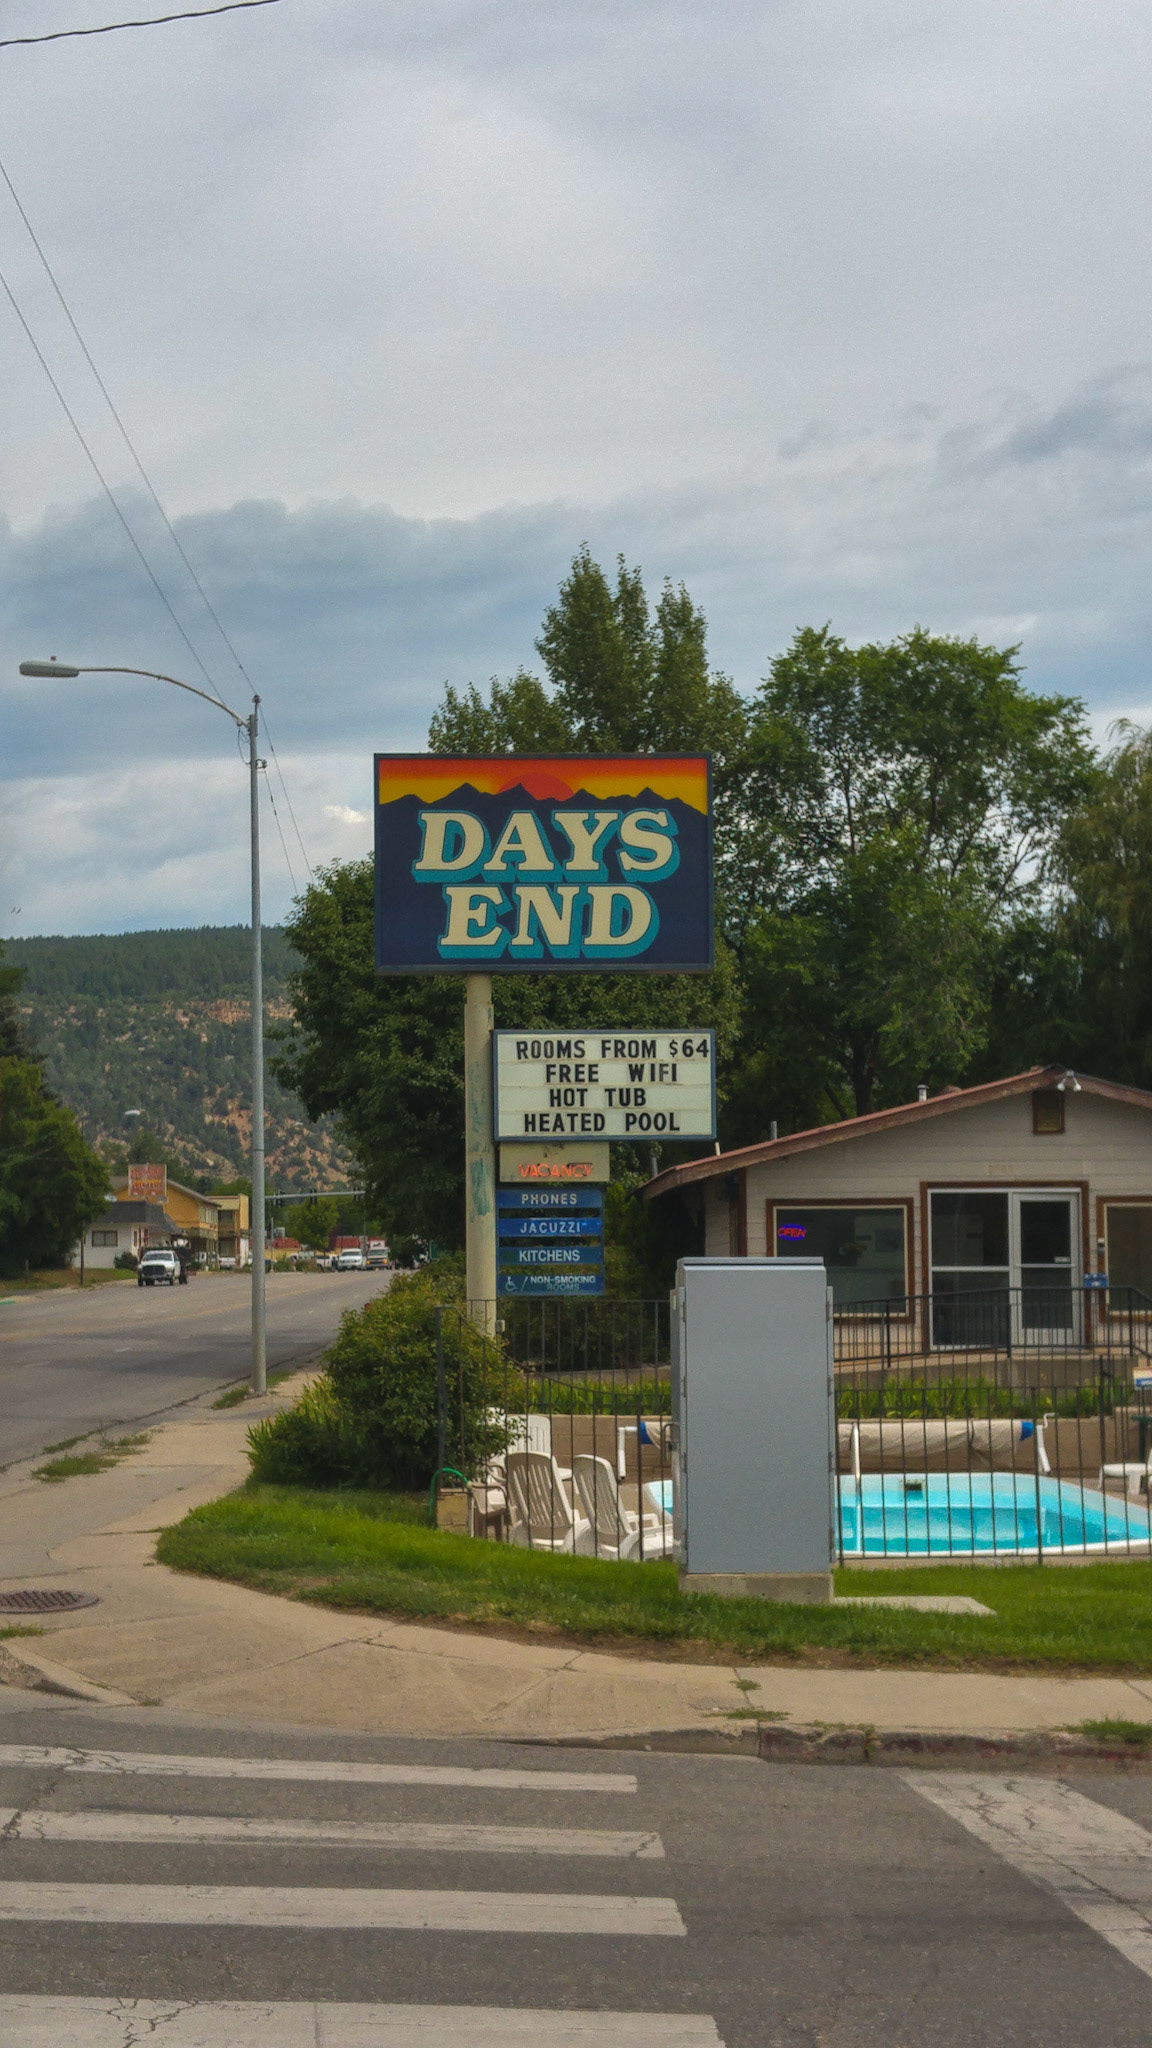 DAYS
END
ROOMS FROM $64
FREE WIFI
HOT TUB
HEATED POOL
VACANCY
PHONES
JACUZZI
KITCHENS
/ NON-SMOKING
ROOMS
OPEN